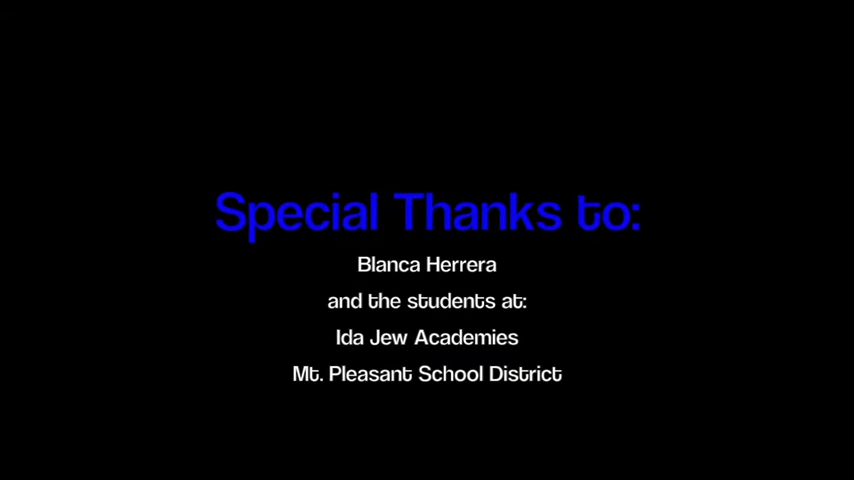 Special Thanks to:
Blanca Herrera
and the students at:
Ida Jew Academies
Mt. Pleasant School District